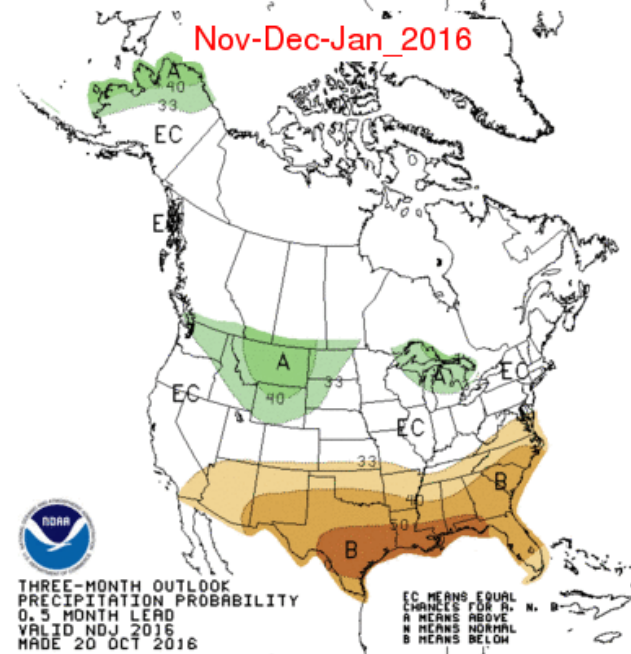 Nov-Dec-Jan_2016
A
40
33
EC
E
A
33
40
EC
A
EC
EC
33
40
50
B
B
NOAA
THREE-MONTH OUTLOOK
PRECIPITATION PROBABILITY
0.5 MONTH LEAD
VALID NDJ 2016
MADE 20 OCT 2016
EC MEANS EQUAL
CHANCES FOR A, N, B
A MEANS ABOVE
N MEANS NORMAL
B MEANS BELOW